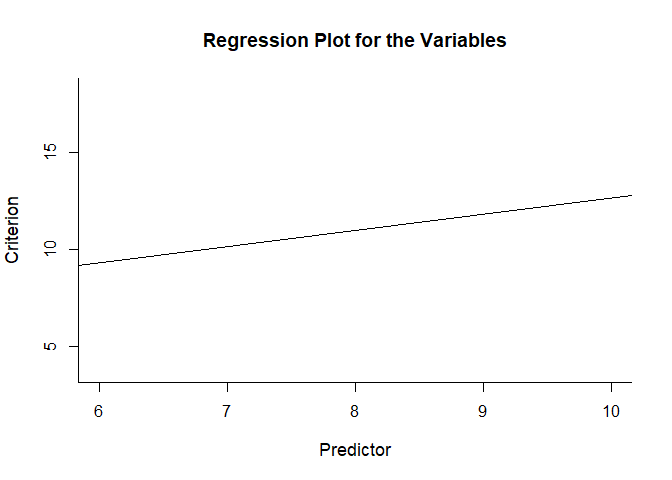 Regression Plot for the Variables
15
10
5
Criterion
6 7 8 9 10
Predictor